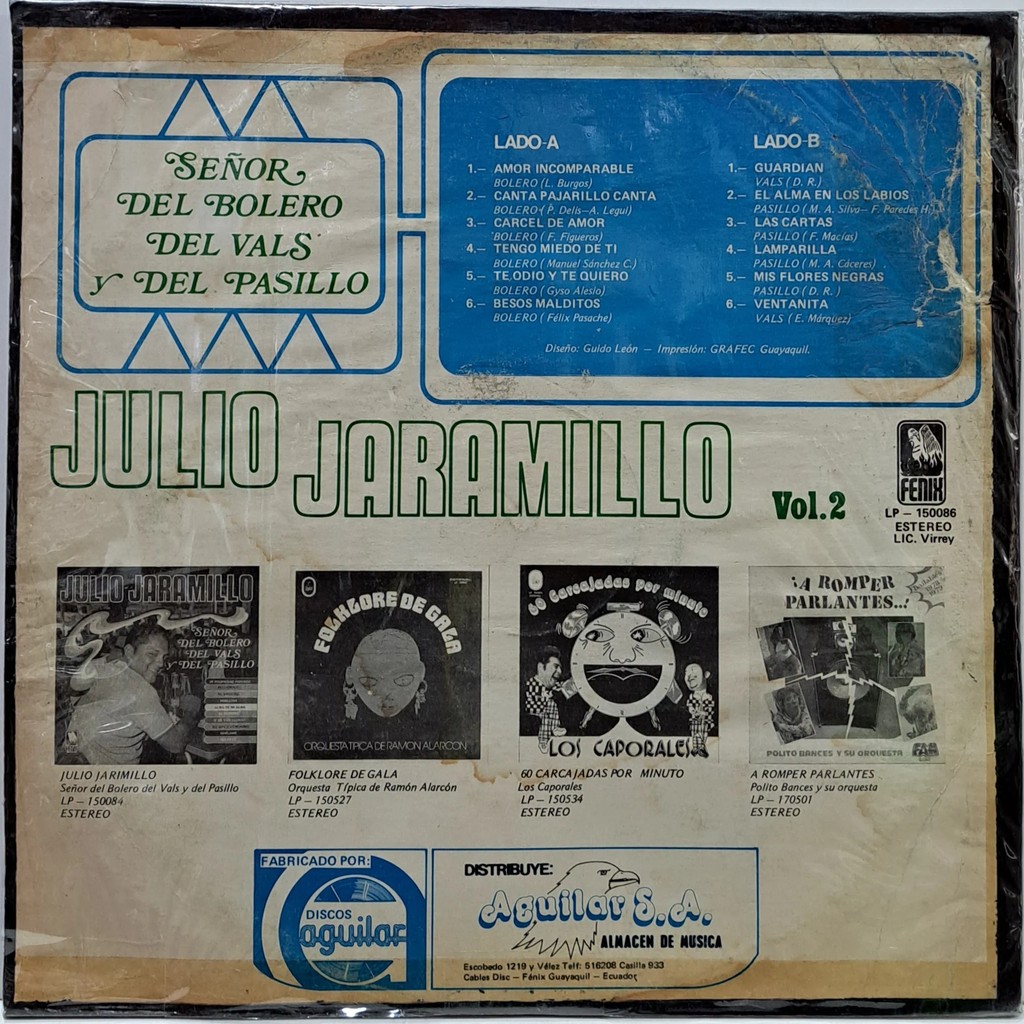 SEÑOR
DEL BOLERO
DEL VALS
y DEL PASILLO
LADO-A
1.- AMOR INCOMPARABLE
BOLERO (L. Burgos)
2.- CANTA PAJARILLO CANTA
BOLERO (P. Delis-A. Legui)
3.- CARCEL DE AMOR
BOLERO ( F. Figueros)
4.- TENGO MIEDO DE TI
BOLERO ( Manuel Sánchez C.)
5.- TE.ODIO Y TE QUIERO
BOLERO ( Gyso Alesio)
6.- BESOS MALDITOS
BOLERO ( Félix Pasache)
LADO-B
1.- GUARDIAN
VALS ( D. R.)
2.- EL ALMA EN LOS LABIOS
PASILLO ( M. A. Silva- F. Paredes H.)
3.- LAS CARTAS
PASILLO ( F. Macías)
4.- LAMPARILLA
PASILLO ( M. A. Cáceres)
5.- MIS FLORES NEGRAS
PASILLO ( D. R. )
6.- VENTANITA
VALS ( E. Márquez)
Diseño: Guido León — Impresión: GRAFEC Guayaquil.
JULIO JARAMILLO
Vol.2
FENIX
LP - 150086
ESTEREO
LIC. Virrey
JULIO JARAMILLO
SEÑOR
DEL BOLERO
DEL VALS
y DEL PASILLO
FOLKLORE DE GALA
ORQUESTA TIPICA DE RAMON ALARCON
60 Carcajadas por minuto
LOS CAPORALES
¡A ROMPER
PARLANTES..!
POLITO BANCES Y SU ORQUESTA
JULIO JARIMILLO
Señor del Bolero del Vals y del Pasillo
LP - 150084
ESTEREO
FOLKLORE DE GALA
Orquesta Típica de Ramón Alarcón
LP - 150527
ESTEREO
60 CARCAJADAS POR MINUTO
Los Caporales
LP - 150534
ESTEREO
A ROMPER PARLANTES
Polito Bances y su orquesta
LP - 170501
ESTEREO
FABRICADO POR:
DISCOS
aguilar
DISTRIBUYE:
Aguilar S.A.
ALMACEN DE MUSICA
Escobedo 1219 y Vélez Telf: 516208 Casilla 933
Cables Disc - Fénix Guayaquil - Ecuador